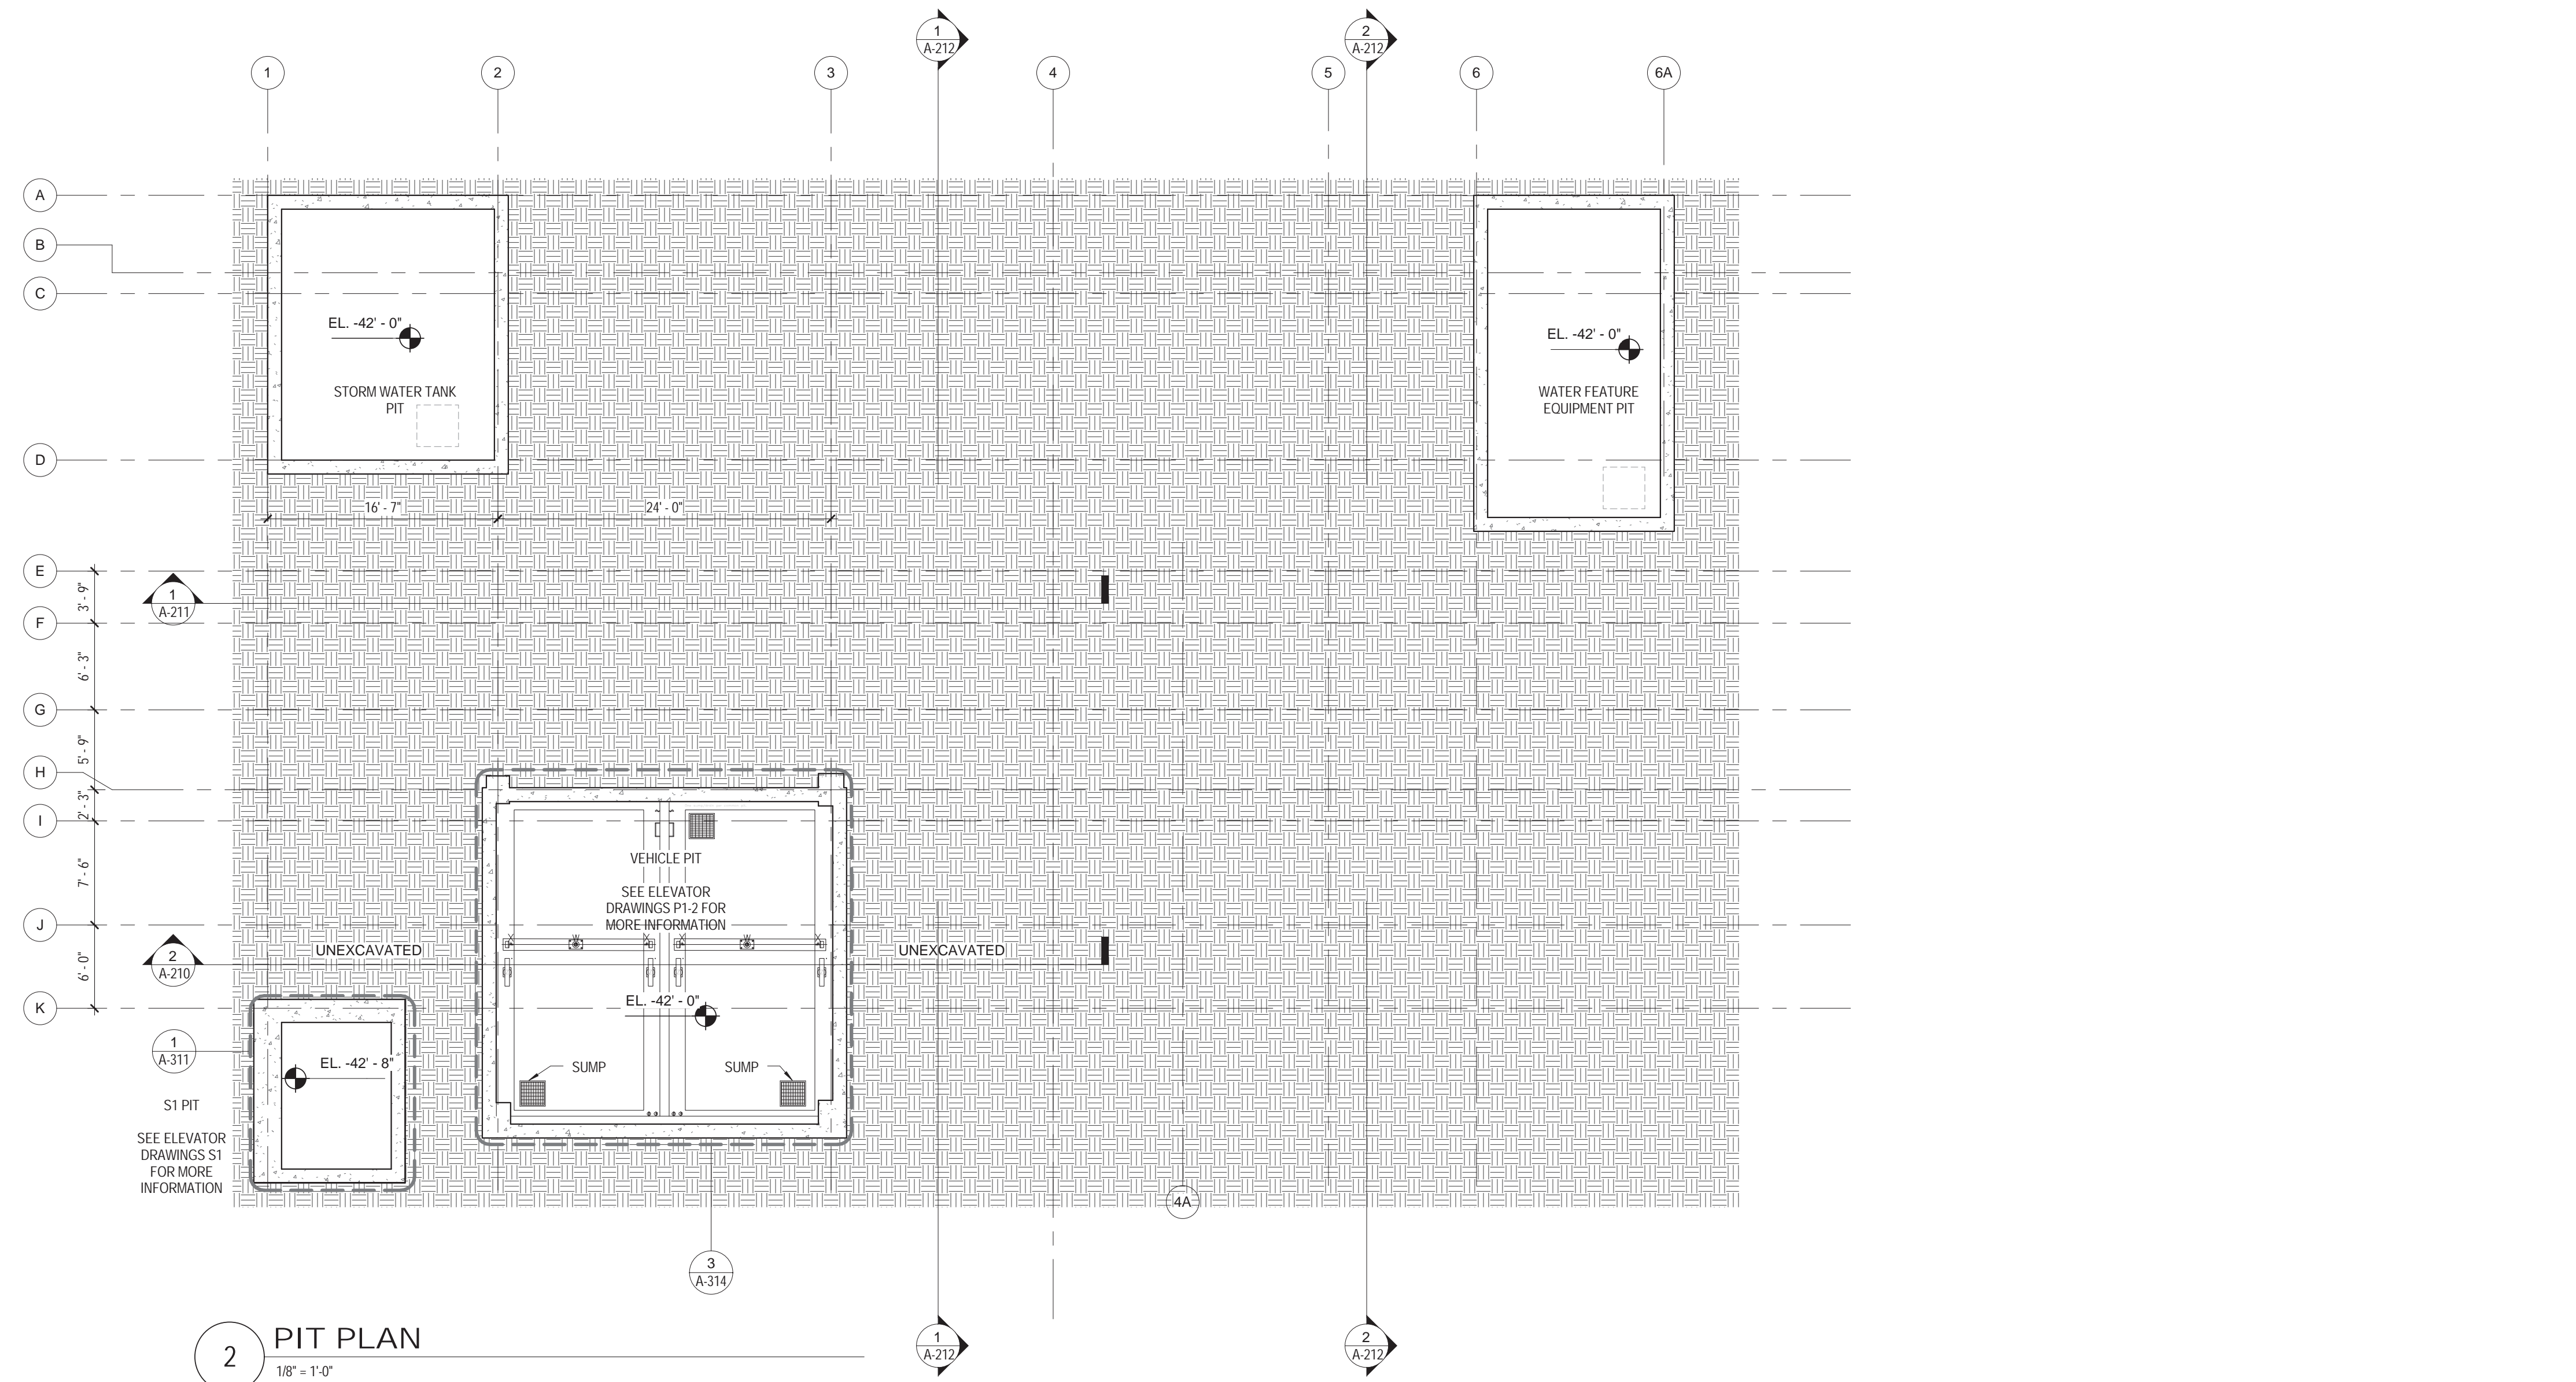 1
A-212
2
A-212
1
2
3
4
5
6
6A
A
B
C
EL. -42' - 0"
EL. -42' - 0"
STORM WATER TANK
PIT
WATER FEATURE
EQUIPMENT PIT
D
16' - 7"
24' - 0"
E
3' - 9"
1
A-211
F
6' - 3"
G
5' - 9"
H
2' - 3"
I
7' - 6"
VEHICLE PIT
SEE ELEVATOR
DRAWINGS P1-2 FOR
MORE INFORMATION
J
UNEXCAVATED
UNEXCAVATED
2
A-210
6' - 0"
K
EL. -42' - 0"
1
A-311
EL. -42' - 8"
SUMP
SUMP
S1 PIT
SEE ELEVATOR
DRAWINGS S1
FOR MORE
INFORMATION
4A
3
A-314
1
A-212
2
A-212
2
PIT PLAN
1/8" = 1'-0"